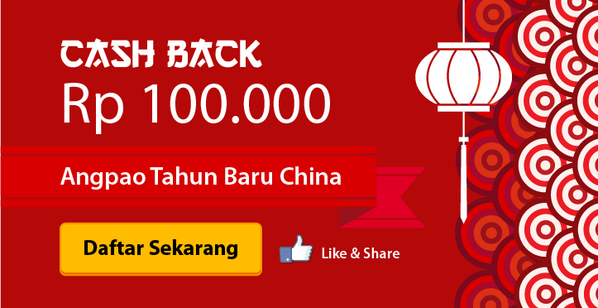 CASH BACK
Rp 100.000
Angpao Tahun Baru China
Daftar Sekarang
Like & Share